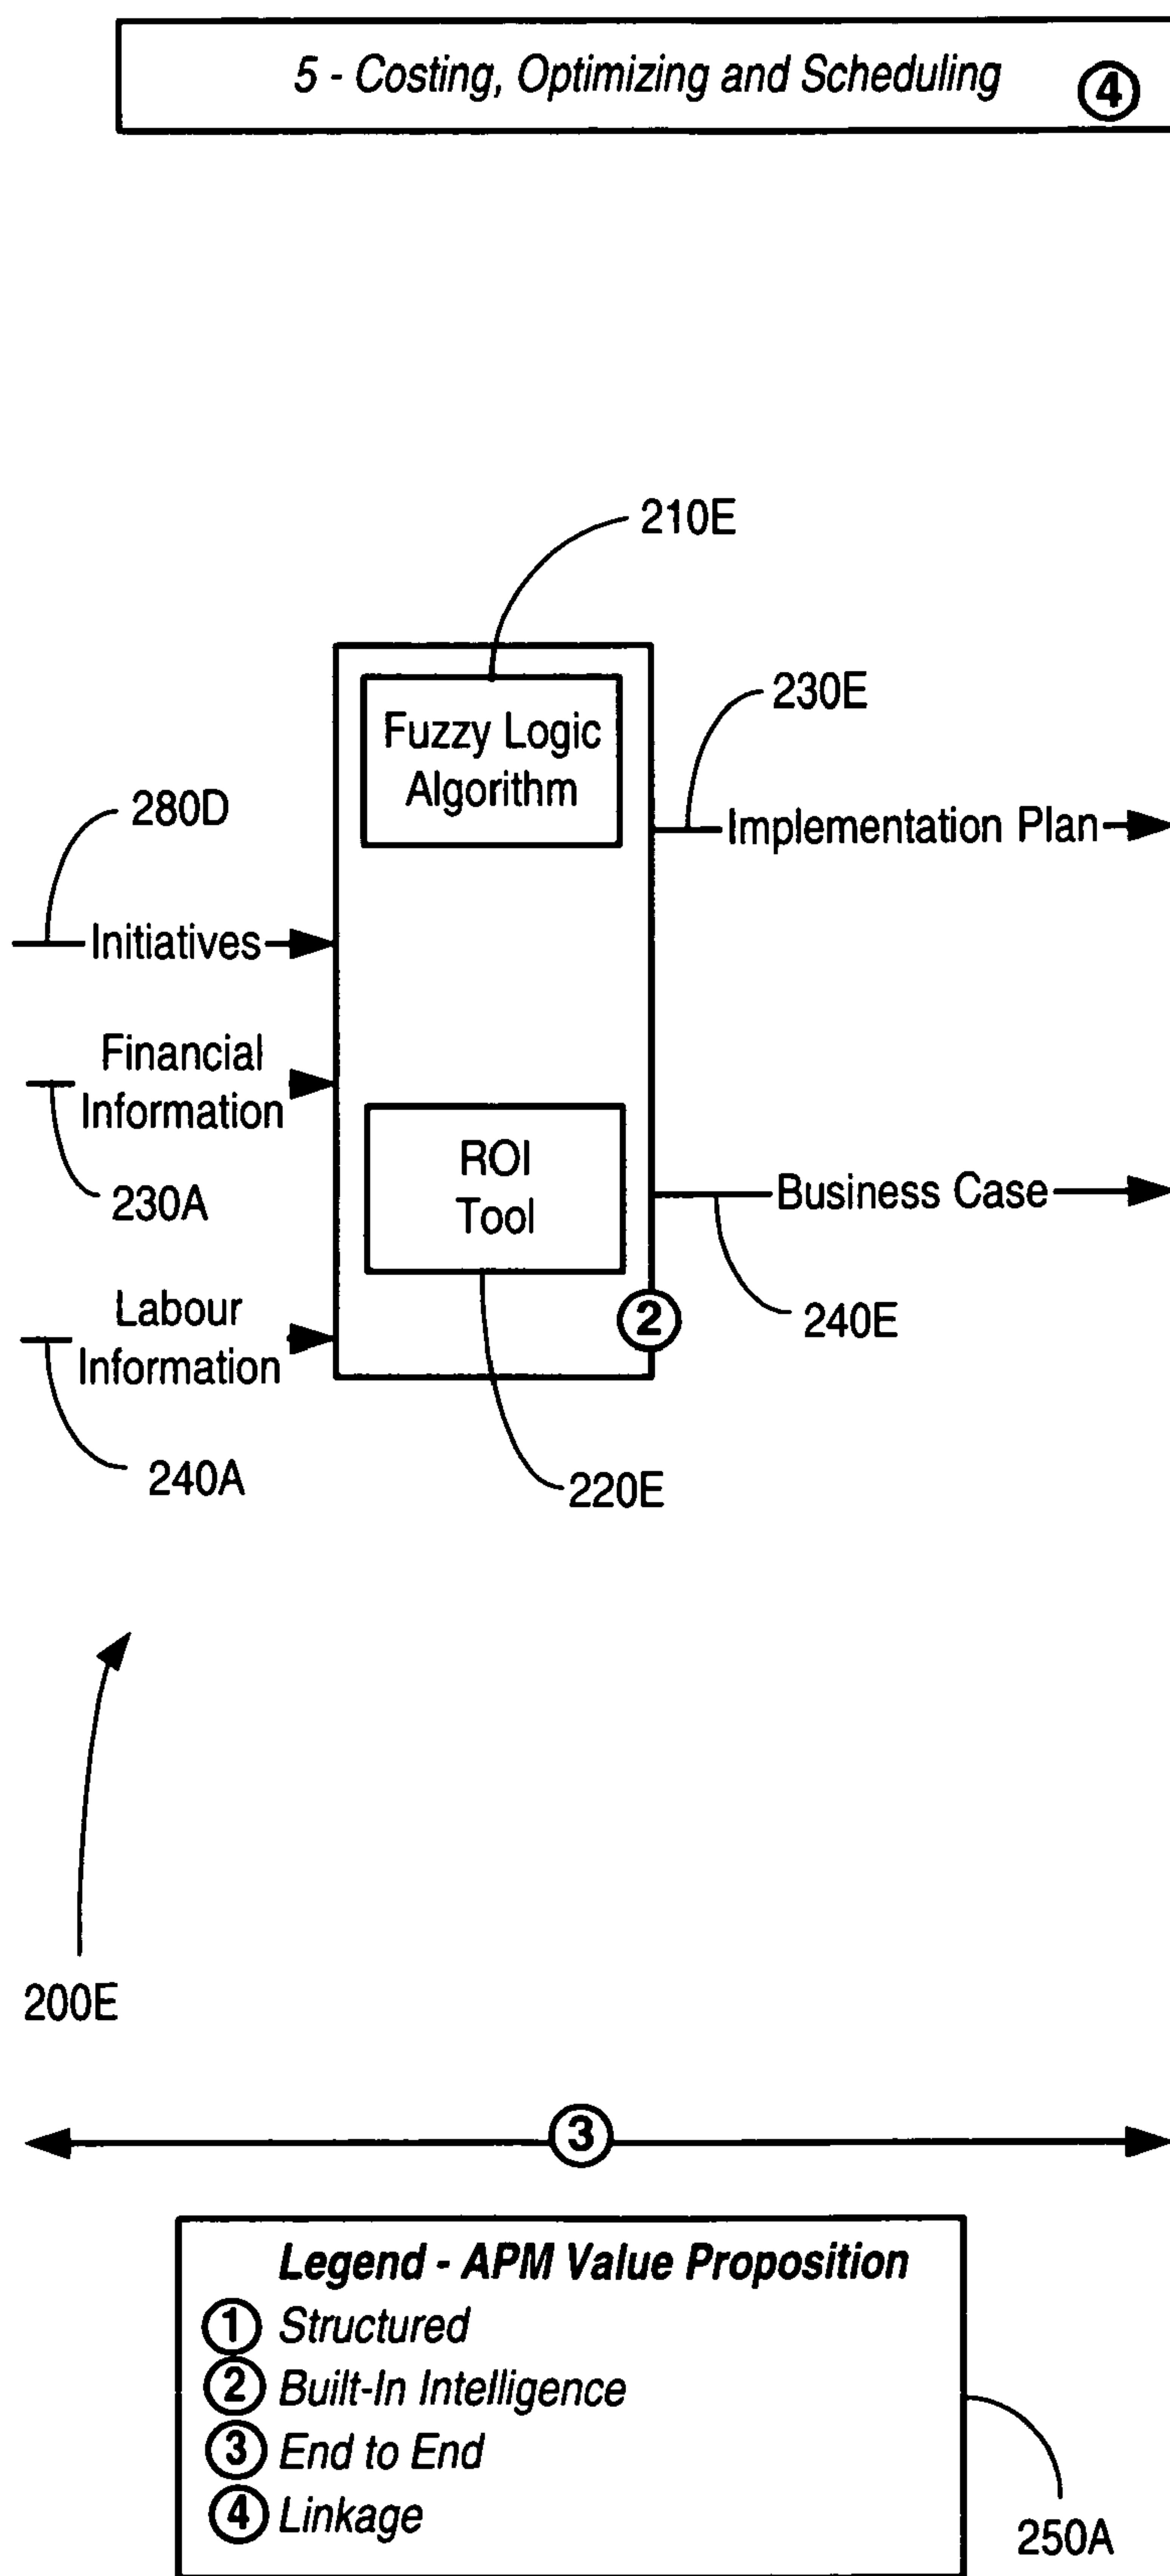 5 - Costing, Optimizing and Scheduling 4
210E
Fuzzy Logic
Algorithm
230E
Implementation Plan
280D
Initiatives
Financial
Information
230A
ROI
Tool
Business Case
240E
Labour
Information
2
240A
220E
200E
3
Legend - APM Value Proposition
1 Structured
2 Built-In Intelligence
3 End to End
4 Linkage
250A